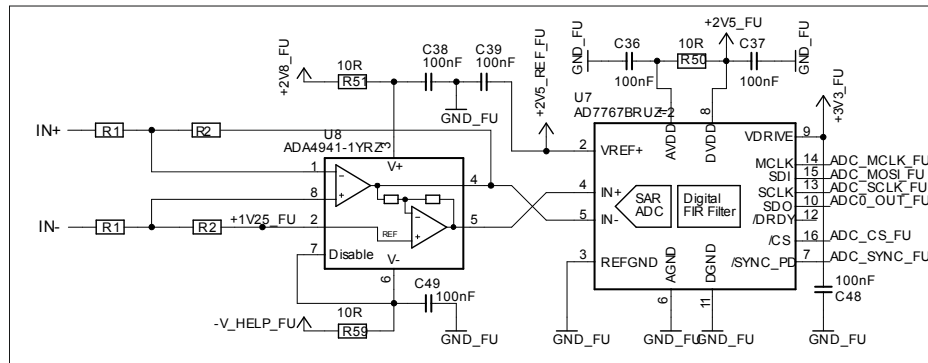 +2V8_FU
10R
R51
C38
100nF
C39
100nF
GND_FU
+2V5_REF_FU
GND_FU
C36
100nF
10R
R50
+2V5_FU
C37
100nF
GND_FU
+3V3_FU
IN+
R1
R2
U8
ADA4941-1YRZ
3
V+
1
8
+1V25_FU
2
REF
7
Disable
V-
6
4
5
IN-
R1
R2
-V_HELP_FU
10R
R59
C49
100nF
GND_FU
U7
AD7767BRUZ-2
8
AVDD
DVDD
2
VREF+
4
IN+
5
IN-
3
REFGND
SAR
ADC
Digital
FIR Filter
AGND
DGND
6
11
VDRIVE
9
MCLK
14
ADC_MCLK_FU
SDI
15
ADC_MOSI_FU
SCLK
13
ADC_SCLK_FU
SDO
10
ADC0_OUT_FU
/DRDY
12
/CS
16
ADC_CS_FU
/SYNC_PD
7
ADC_SYNC_FU
100nF
C48
GND_FU
GND_FU
GND_FU
GND_FU